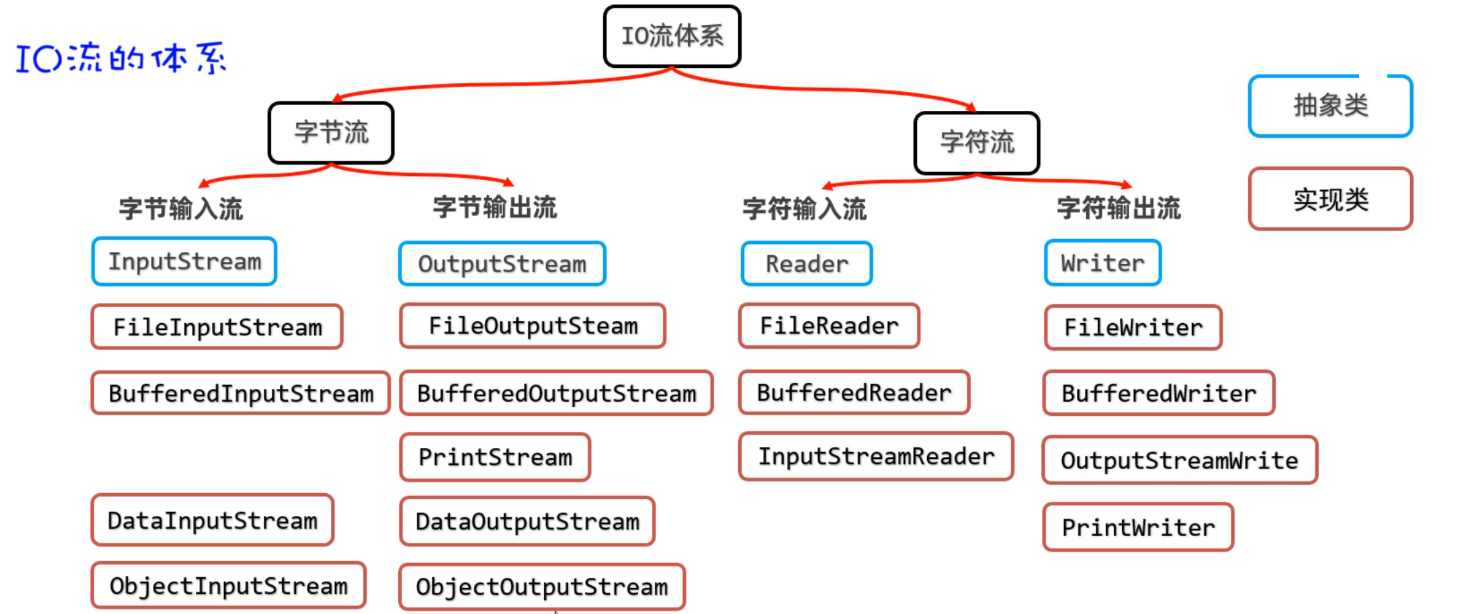 IO流的体系
IO流体系
字节流
字符流
抽象类
实现类
字节输入流
字节输出流
字符输入流
字符输出流
InputStream
OutputStream
Reader
Writer
FileInputStream
FileOutputSteam
FileReader
FileWriter
BufferedInputStream
BufferedOutputStream
BufferedReader
BufferedWriter
PrintStream
InputStreamReader
OutputStreamWrite
DataInputStream
DataOutputStream
PrintWriter
ObjectInputStream
ObjectOutputStream